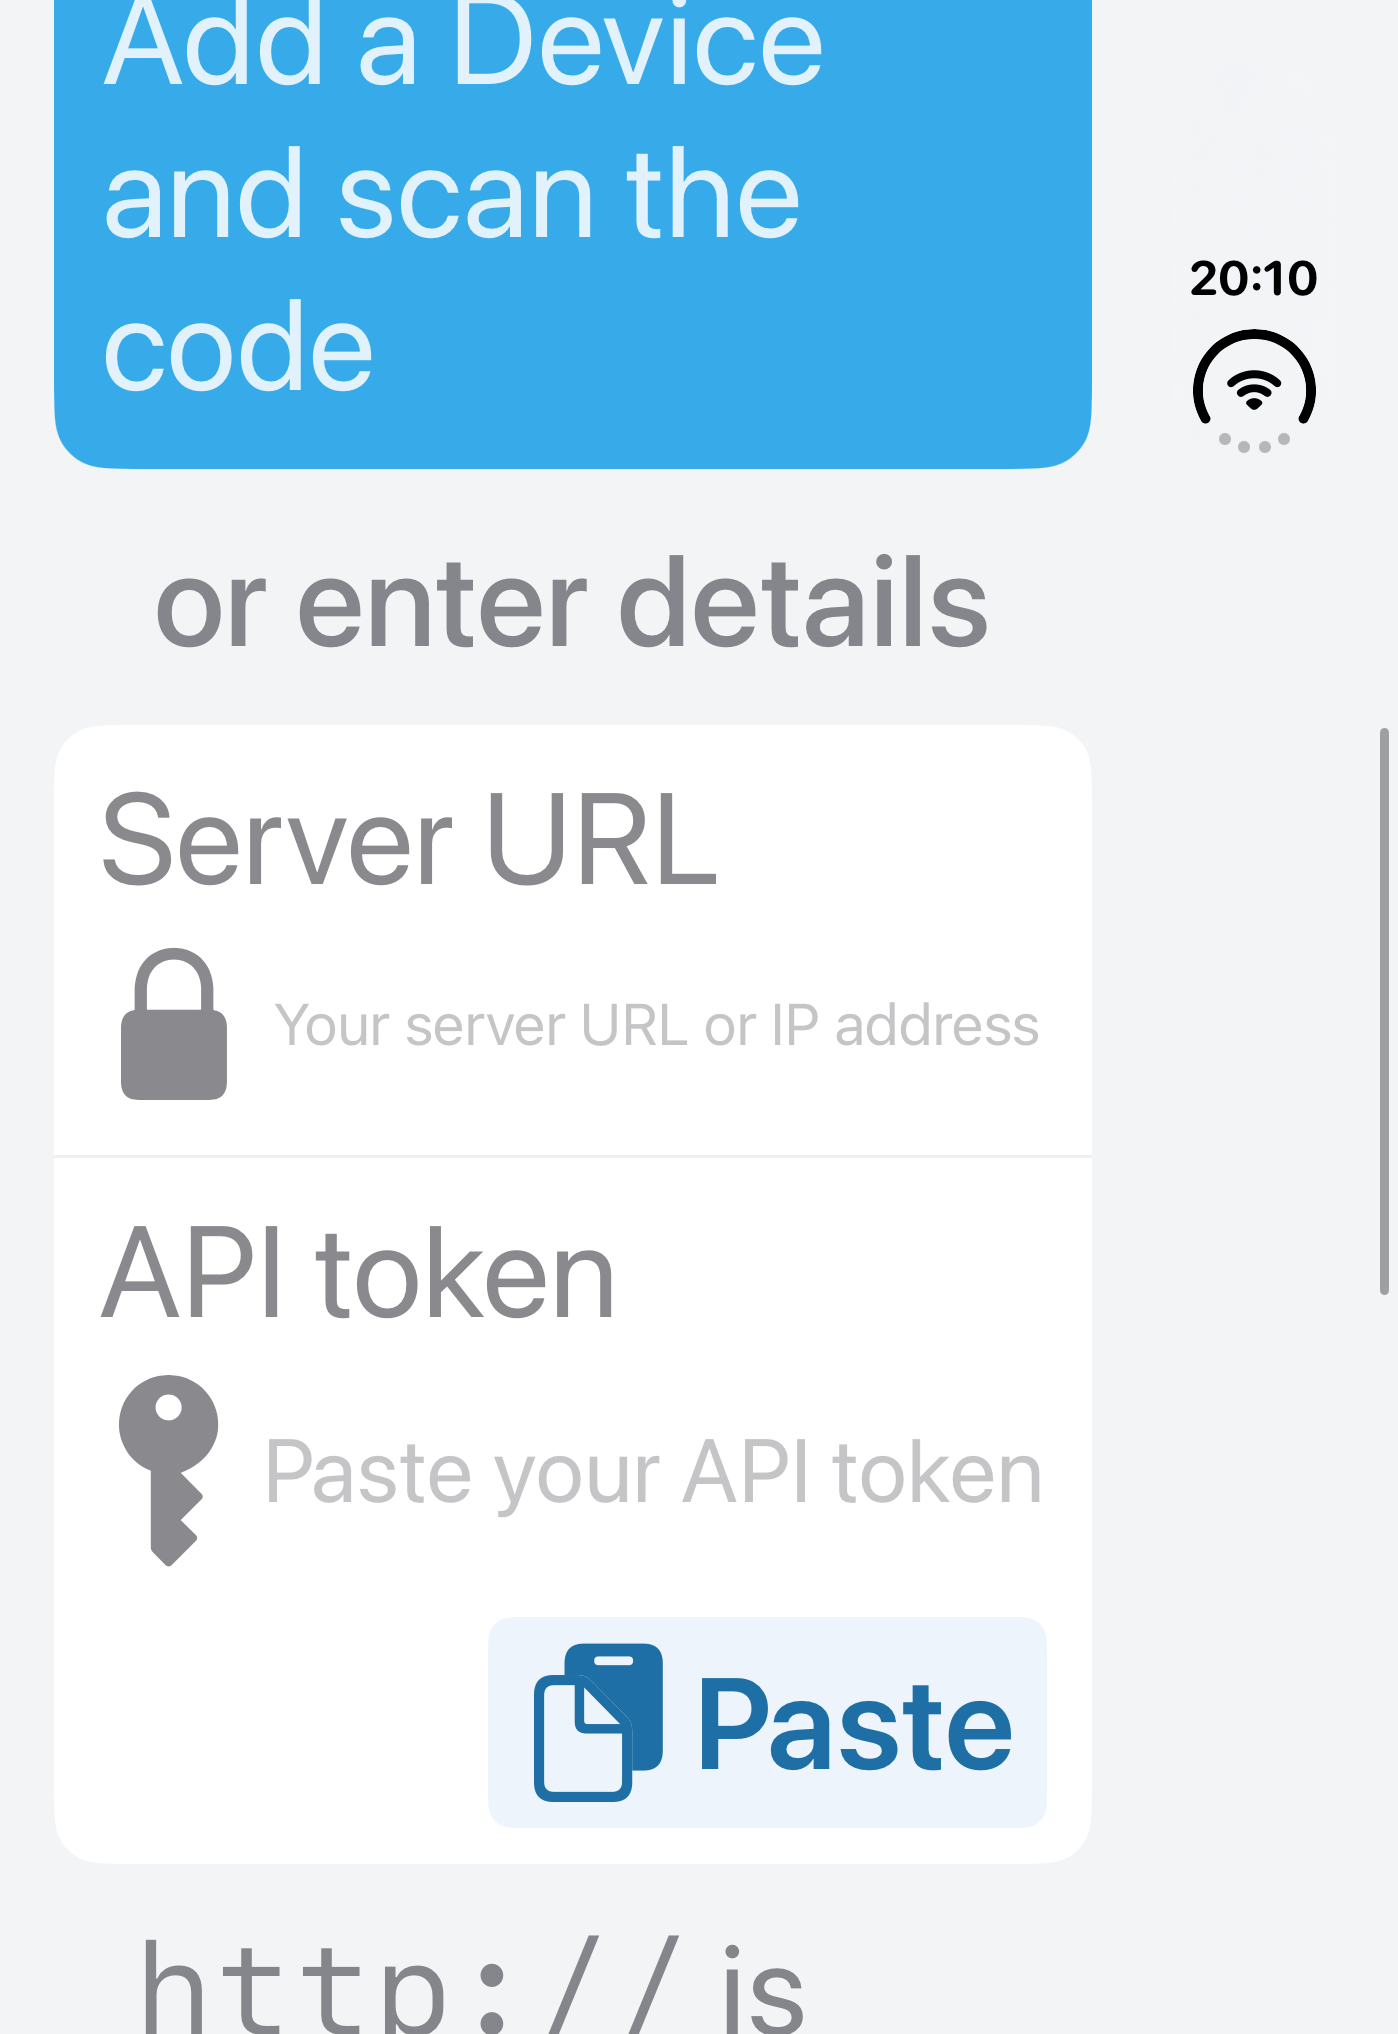 Add a Device
and scan the
code
20:10
or enter details
Server URL
Your server URL or IP address
API token
Paste your API token
Paste
http:// is